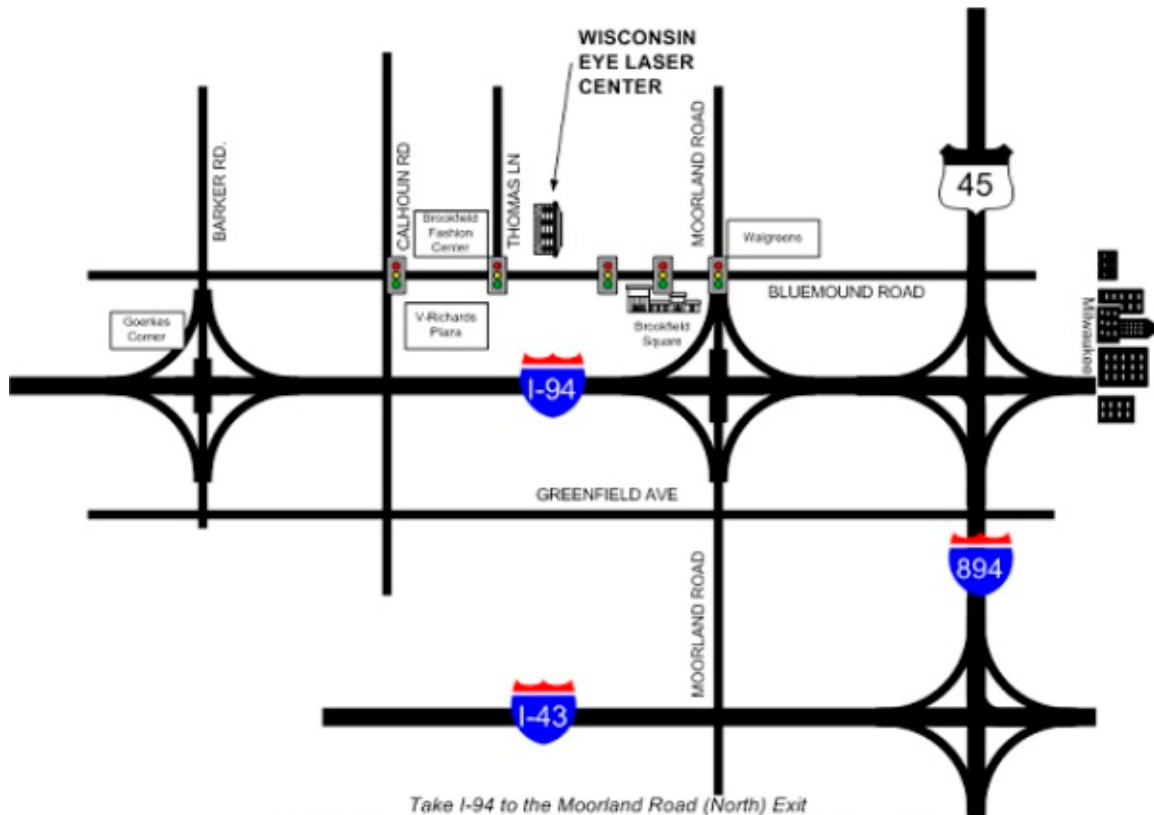 WISCONSIN
EYE LASER
CENTER
BARKER RD.
CALHOUN RD
THOMAS LN
MOORLAND ROAD
45
Brookfield
Fashion
Center
Walgreens
BLUEMOUND ROAD
Goerkes
Corner
V-Richards
Plaza
Brookfield
Square
Milwaukee
I-94
GREENFIELD AVE
MOORLAND ROAD
894
I-43
Take I-94 to the Moorland Road (North) Exit